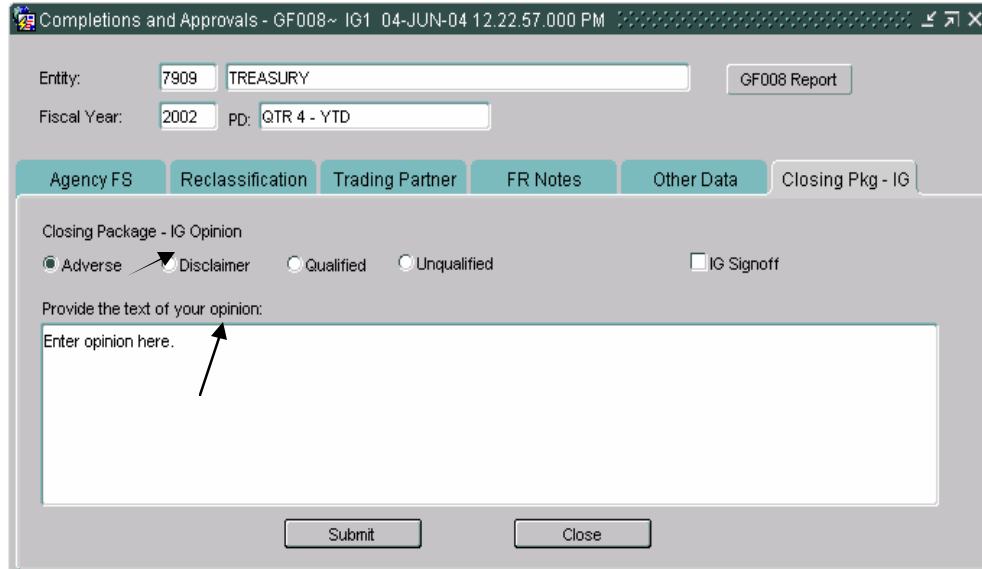 Completions and Approvals - GF008~ IG1 04-JUN-04 12.22.57.000 PM
Entity: 7909 TREASURY GF008 Report
Fiscal Year: 2002 PD: QTR 4 - YTD
Agency FS Reclassification Trading Partner FR Notes Other Data Closing Pkg - IG
Closing Package - IG Opinion
Adverse Disclaimer Qualified Unqualified IG Signoff
Provide the text of your opinion:
Enter opinion here.
Submit Close